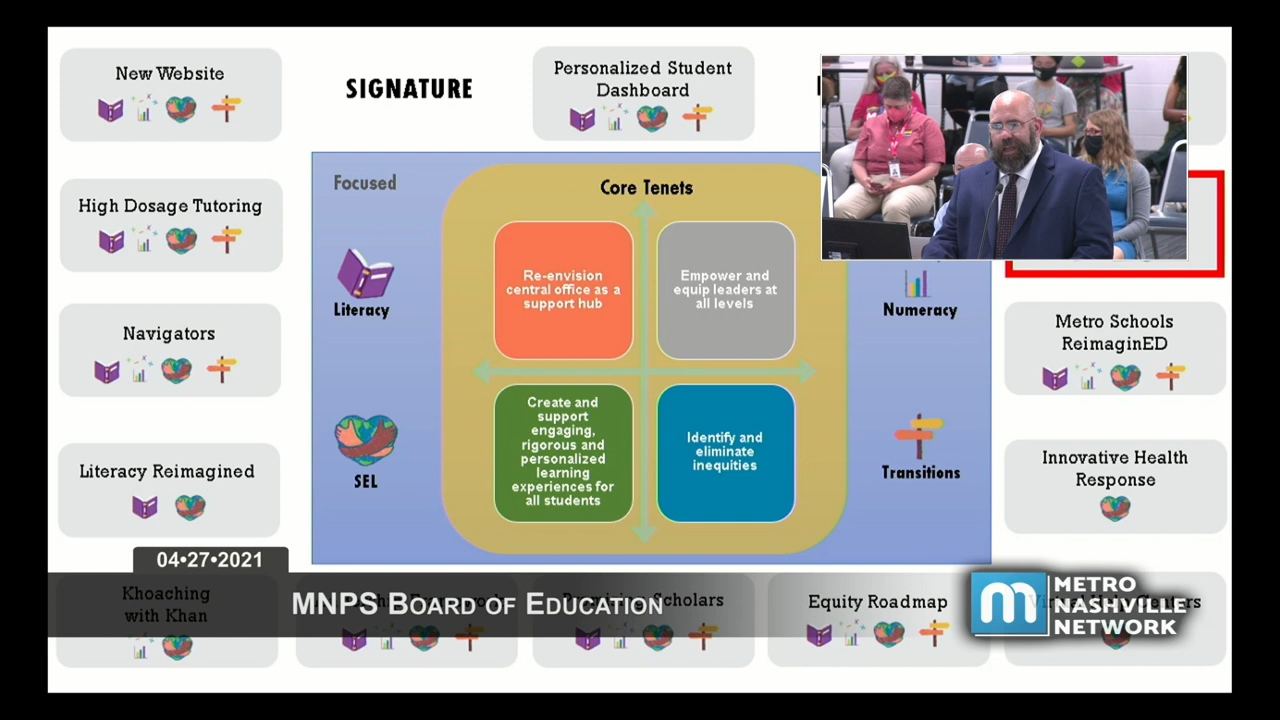 New Website
SIGNATURE
Personalized Student
Dashboard
High Dosage Tutoring
Focused
Core Tenets
Re-envision
central office as a
support hub
Empower and
equip leaders at
all levels
Literacy
Numeracy
Navigators
Metro Schools
ReimaginED
Create and
support
engaging,
rigorous and
personalized
learning
experiences for
all students
Identify and
eliminate
inequities
SEL
Transitions
Literacy Reimagined
Innovative Health
Response
04•27•2021
Khoaching
with Khan
MNPS BOARD OF EDUCATION
Scholars
Equity Roadmap
METRO
NASHVILLE
NETWORK